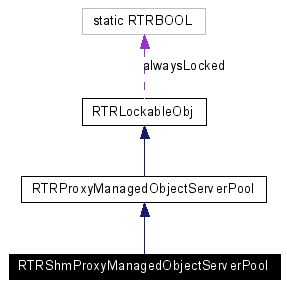 static RTRBOOL
alwaysLocked
RTRLockableObj
RTRProxyManagedObjectServerPool
RTRShmProxyManagedObjectServerPool